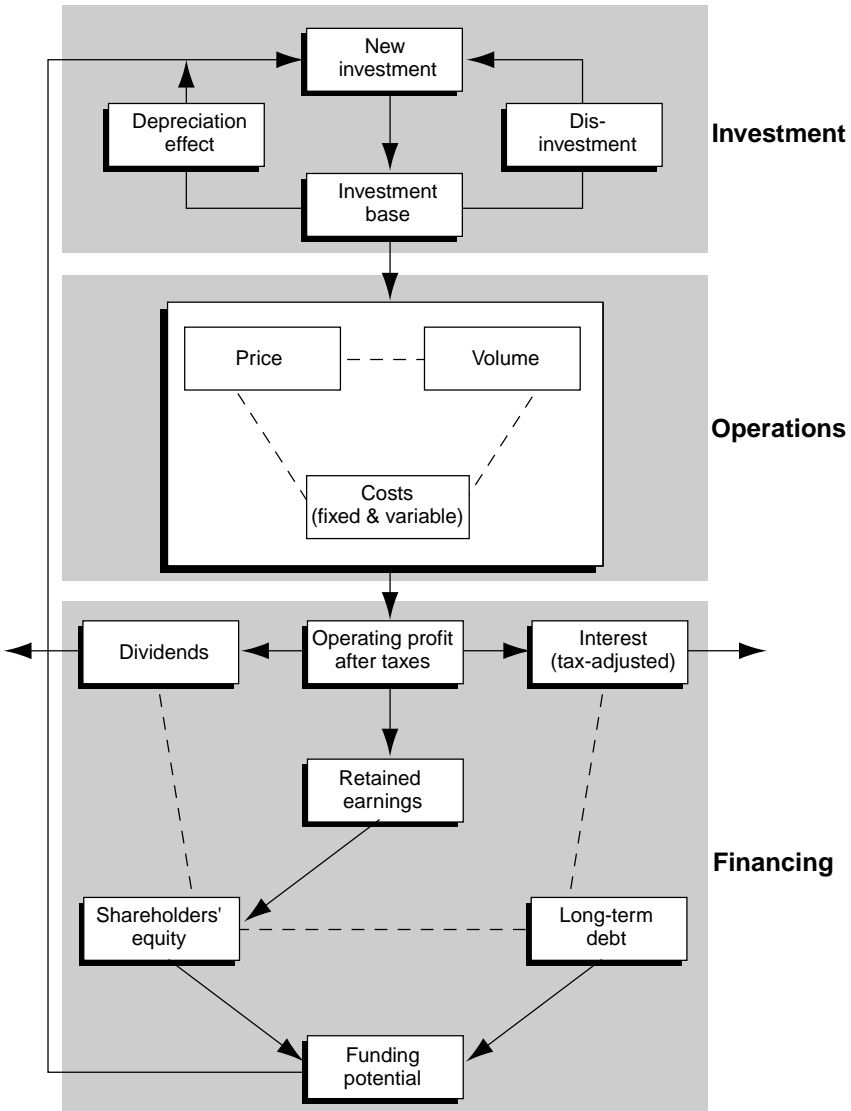 New
investment
Depreciation
effect
Dis-
investment
Investment
Investment
base
Price
Volume
Operations
Costs
(fixed & variable)
Dividends
Operating profit
after taxes
Interest
(tax-adjusted)
Retained
earnings
Financing
Shareholders'
equity
Long-term
debt
Funding
potential